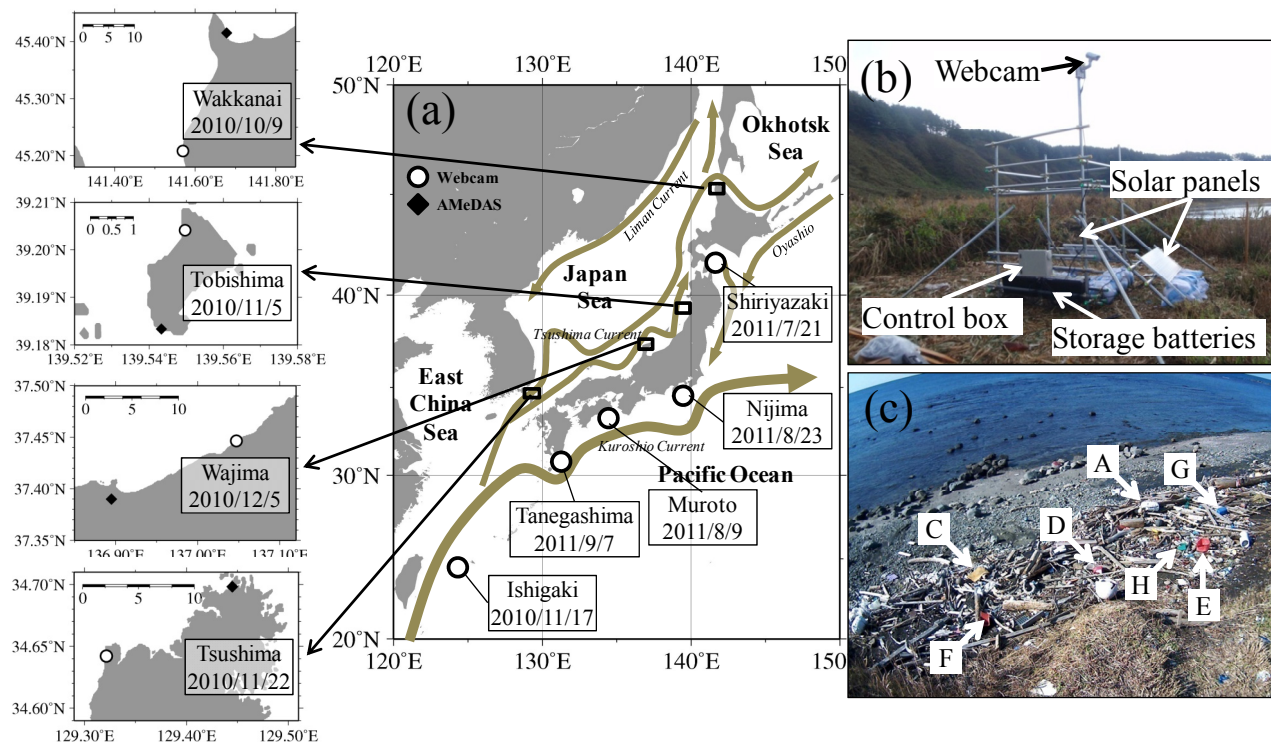 45.40°N
45.30°N
45.20°N
0 5 10
Wakkanai
2010/10/9
141.40°E 141.60°E 141.80°E
39.21°N
39.20°N
39.19°N
39.18°N
0 0.5 1
Tobishima
2010/11/5
139.52°E 139.54°E 139.56°E 139.58°E
37.50°N
37.45°N
37.40°N
37.35°N
0 5 10
Wajima
2010/12/5
136.90°E 137.00°E 137.10°E
34.70°N
34.65°N
34.60°N
0 5 10
Tsushima
2010/11/22
129.30°E 129.40°E 129.50°E
120°E 130°E 140°E 150°E
50°N
40°N
30°N
20°N
(a)
Webcam
AMeDAS
Okhotsk
Sea
Liman Current
Oyashio
Japan
Sea
Shiriyazaki
2011/7/21
Tsushima Current
East
China
Sea
Nijima
2011/8/23
Kuroshio Current
Pacific Ocean
Muroto
2011/8/9
Tanegashima
2011/9/7
Ishigaki
2010/11/17
120°E 130°E 140°E 150°E
(b)
Webcam
Solar panels
Control box
Storage batteries
(c)
A
G
C
D
H
E
F